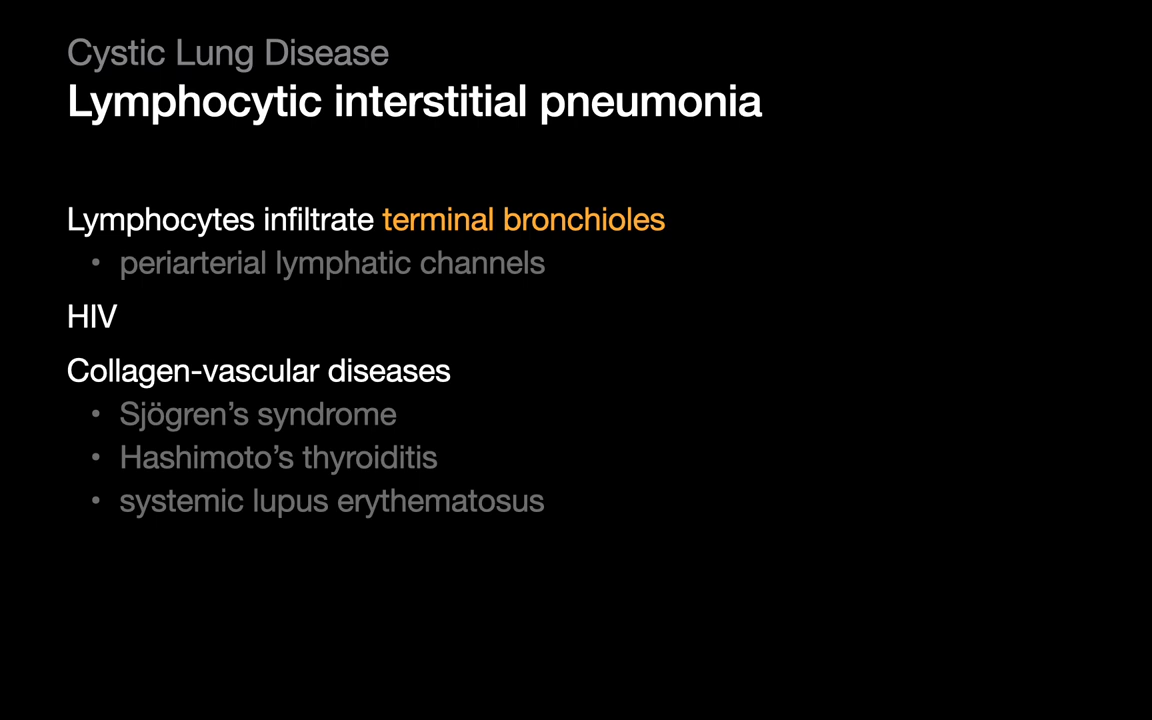 Cystic Lung Disease
Lymphocytic interstitial pneumonia
Lymphocytes infiltrate terminal bronchioles
• periarterial lymphatic channels
HIV
Collagen-vascular diseases
• Sjögren’s syndrome
• Hashimoto’s thyroiditis
• systemic lupus erythematosus